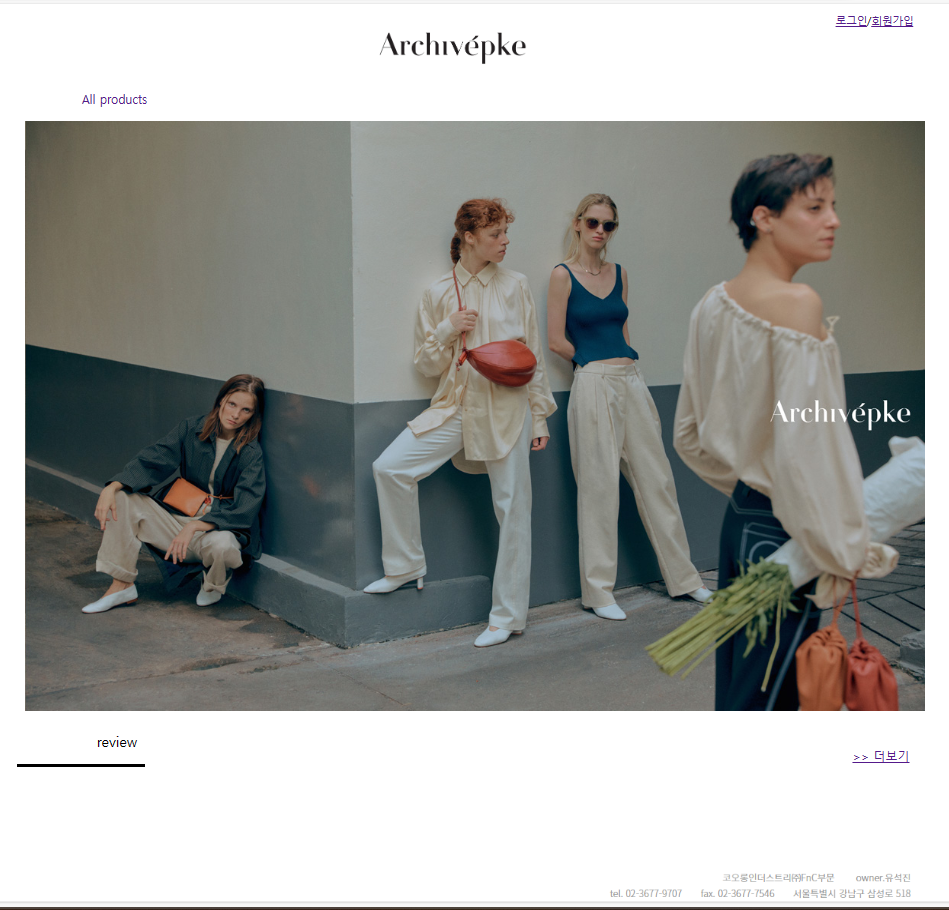 로그인/회원가입
Archivépke
All products
Archivépke
review
>> 더보기
코오롱인더스트리㈜FnC부문 owner.유석진
tel. 02-3677-9707 fax. 02-3677-7546 서울특별시 강남구 삼성로 518